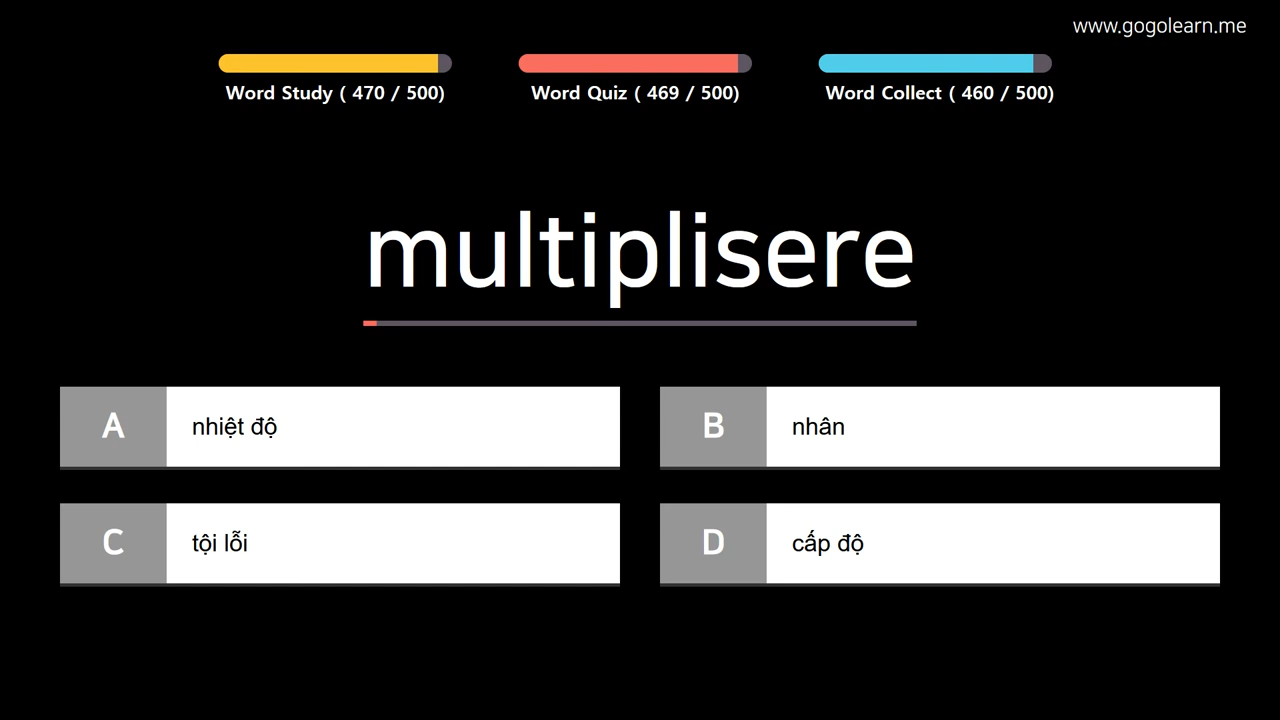 www.gogolearn.me
Word Study ( 470 / 500)
Word Quiz ( 469 / 500)
Word Collect ( 460 / 500)
multiplisere
A nhiệt độ
B nhân
C tội lỗi
D cấp độ